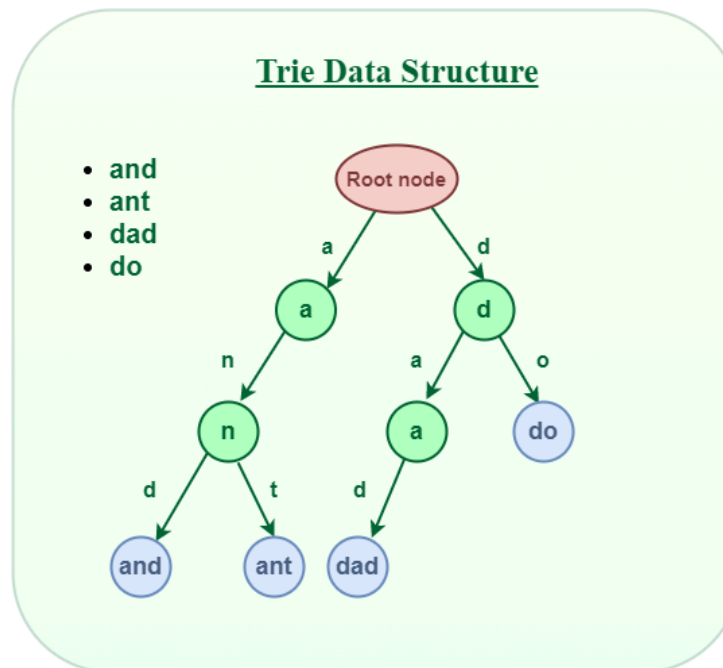 Trie Data Structure
and
ant
dad
do
Root node
a
d
a
d
n
a
o
n
a
do
d
t
d
and
ant
dad